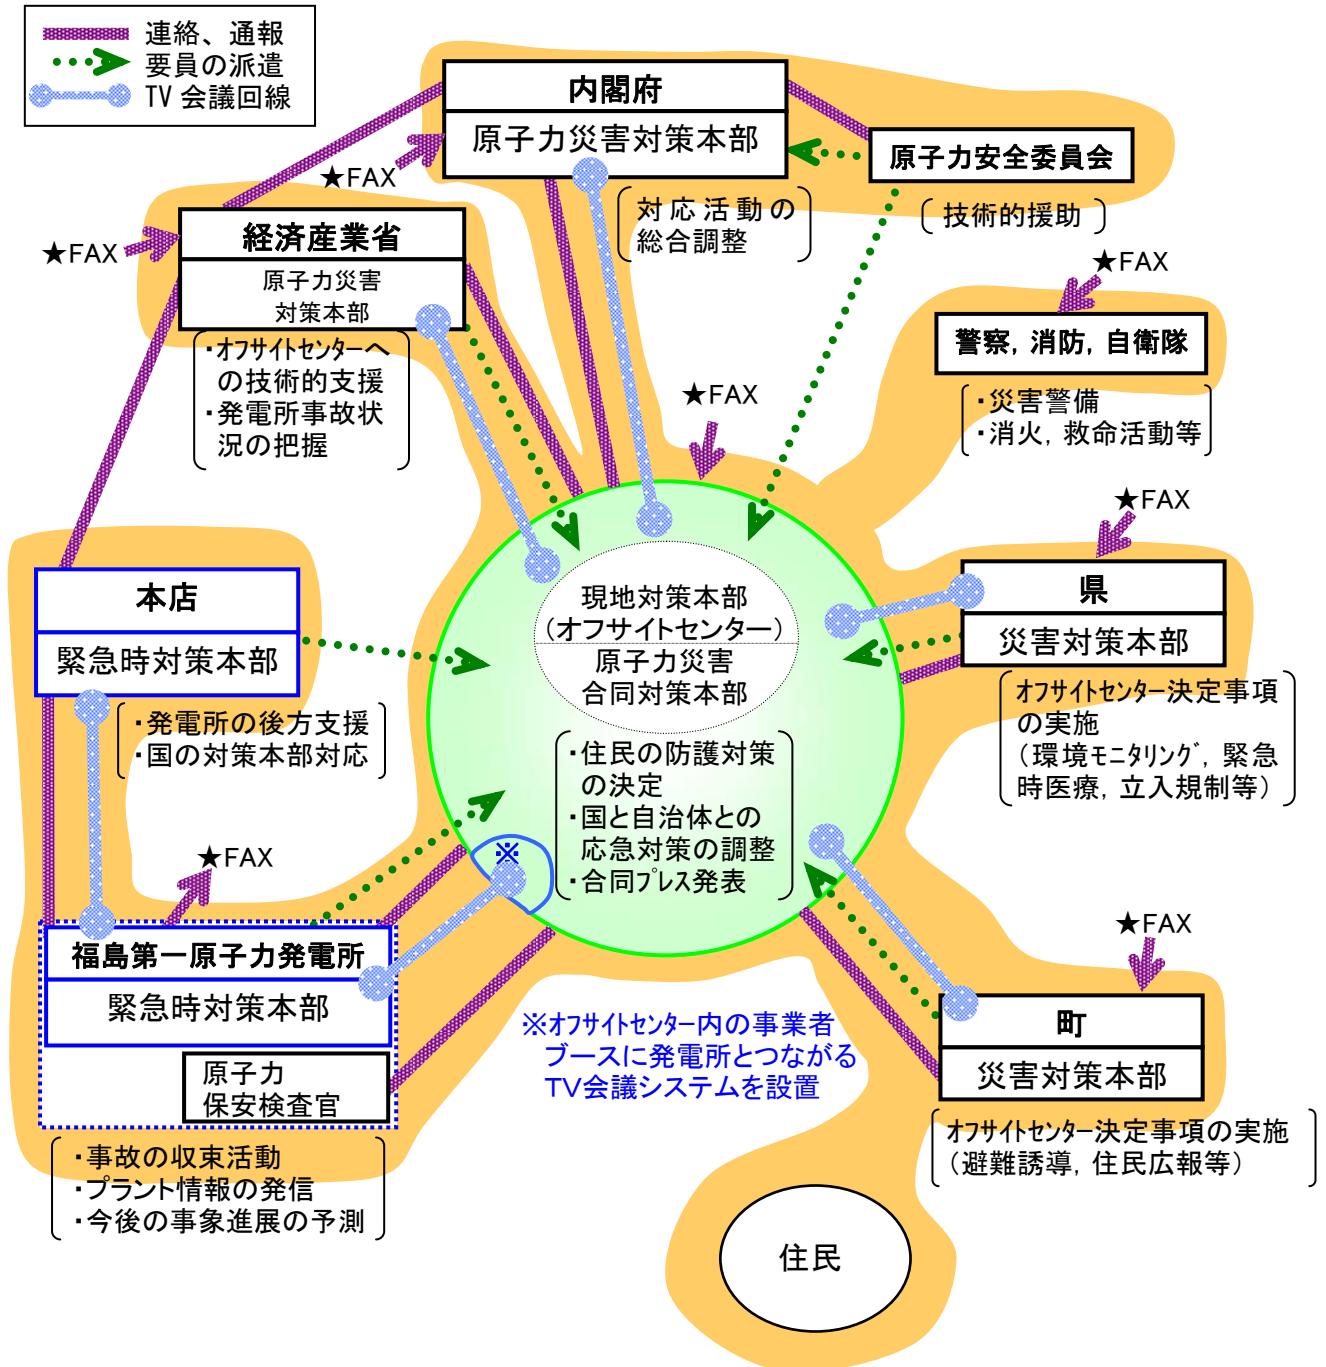 連絡、通報
要員の派遣
TV 会議回線
内閣府
原子力災害対策本部
原子力安全委員会
★FAX
対応活動の
総合調整
技術的援助
★FAX
経済産業省
原子力災害
対策本部
・オフサイトセンターへ
の技術的支援
・発電所事故状
況の把握
★FAX
警察, 消防, 自衛隊
・災害警備
・消火, 救命活動等
★FAX
★FAX
本店
緊急時対策本部
・発電所の後方支援
・国の対策本部対応
現地対策本部
(オフサイトセンター)
原子力災害
合同対策本部
・住民の防護対策
の決定
・国と自治体との
応急対策の調整
・合同プレス発表
県
災害対策本部
オフサイトセンター決定事項
の実施
(環境モニタリング, 緊急
時医療, 立入規制等)
★FAX
※
福島第一原子力発電所
緊急時対策本部
原子力
保安検査官
・事故の収束活動
・プラント情報の発信
・今後の事象進展の予測
※オフサイトセンター内の事業者
ブースに発電所とつながる
TV会議システムを設置
★FAX
町
災害対策本部
オフサイトセンター決定事項の実施
(避難誘導, 住民広報等)
住民